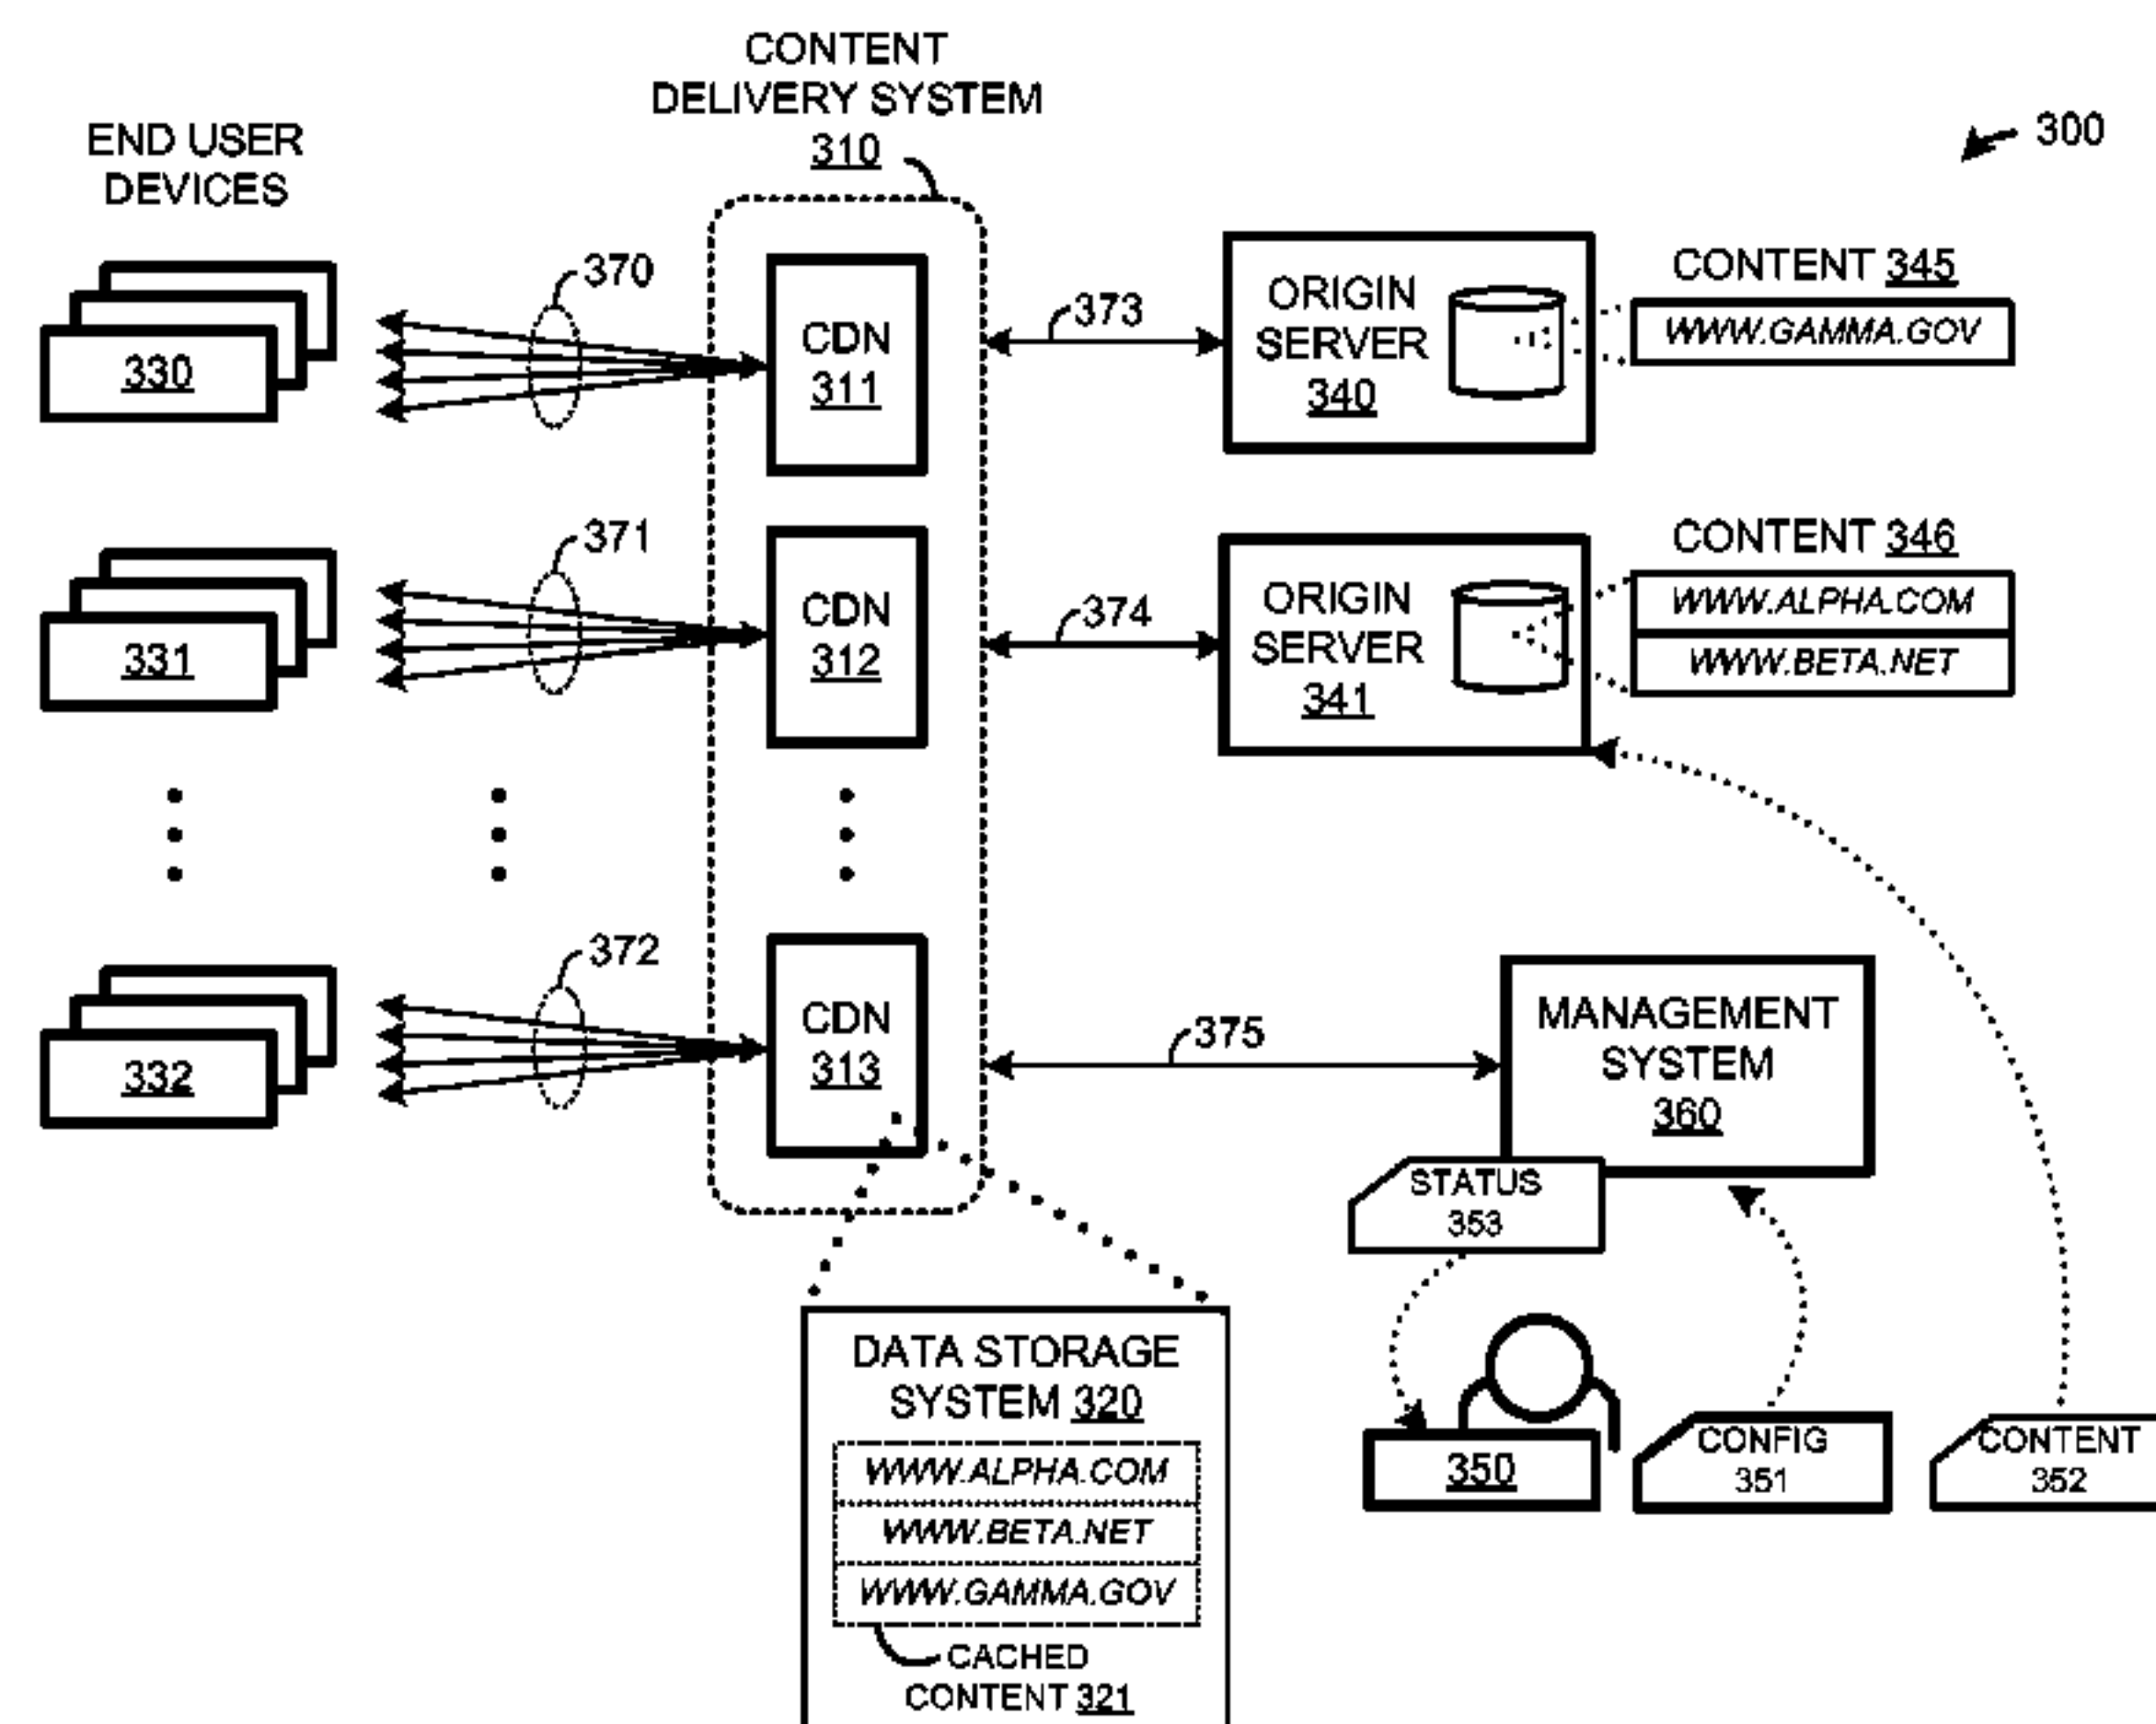 CONTENT
DELIVERY SYSTEM
310
300
END USER
DEVICES
330
370
CDN
311
373
ORIGIN
SERVER
340
CONTENT 345
WWW.GAMMA.GOV
331
371
CDN
312
374
ORIGIN
SERVER
341
CONTENT 346
WWW.ALPHA.COM
WWW.BETA.NET
332
372
CDN
313
375
MANAGEMENT
SYSTEM
360
STATUS
353
350
CONFIG
351
CONTENT
352
DATA STORAGE
SYSTEM 320
WWW.ALPHA.COM
WWW.BETA.NET
WWW.GAMMA.GOV
CACHED
CONTENT 321